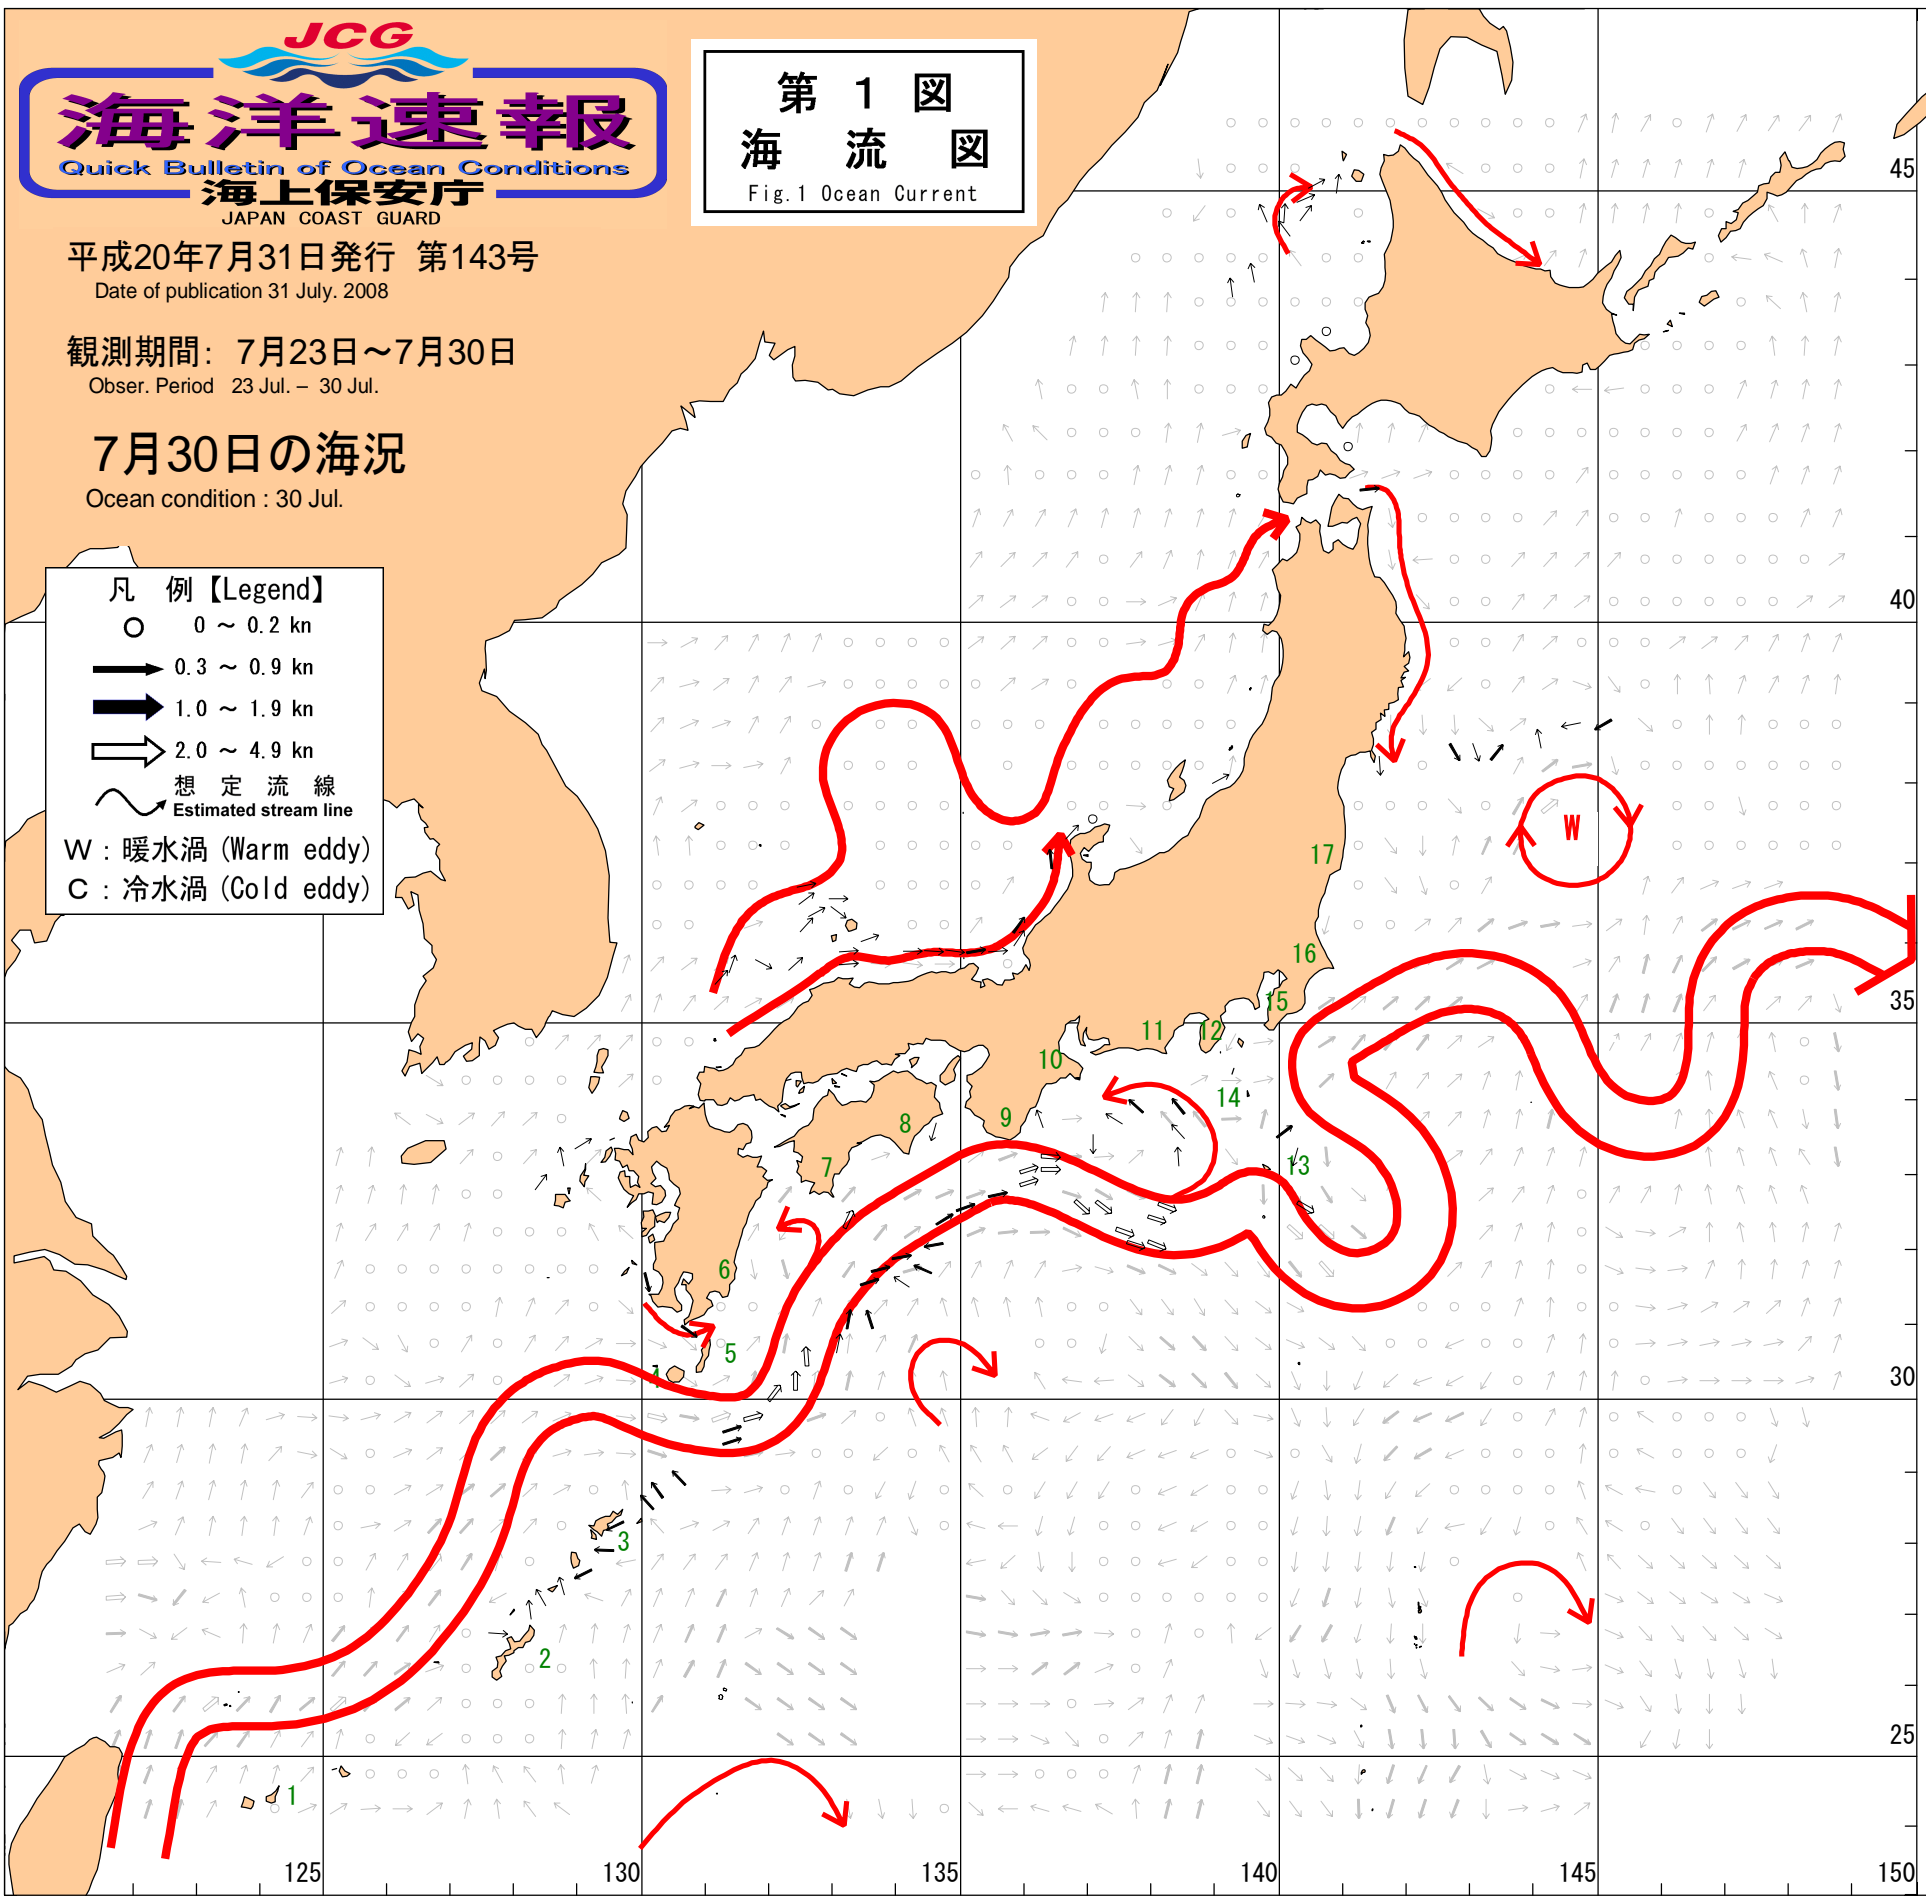 JCG
海洋速報
Quick Bulletin of Ocean Conditions
海上保安庁
JAPAN COAST GUARD
平成20年7月31日発行 第143号
Date of publication 31 July. 2008
観測期間: 7月23日～7月30日
Obser. Period 23 Jul. – 30 Jul.
7月30日の海況
Ocean condition : 30 Jul.
第 1 図
海 流 図
Fig.1 Ocean Current
凡 例【Legend】
0 ～ 0.2 kn
0.3 ～ 0.9 kn
1.0 ～ 1.9 kn
2.0 ～ 4.9 kn
想 定 流 線
Estimated stream line
W : 暖水渦 (Warm eddy)
C : 冷水渦 (Cold eddy)
45
40
W
17
16
35
15
11
12
10
14
8
9
13
7
6
5
4
30
3
2
25
1
125
130
135
140
145
150